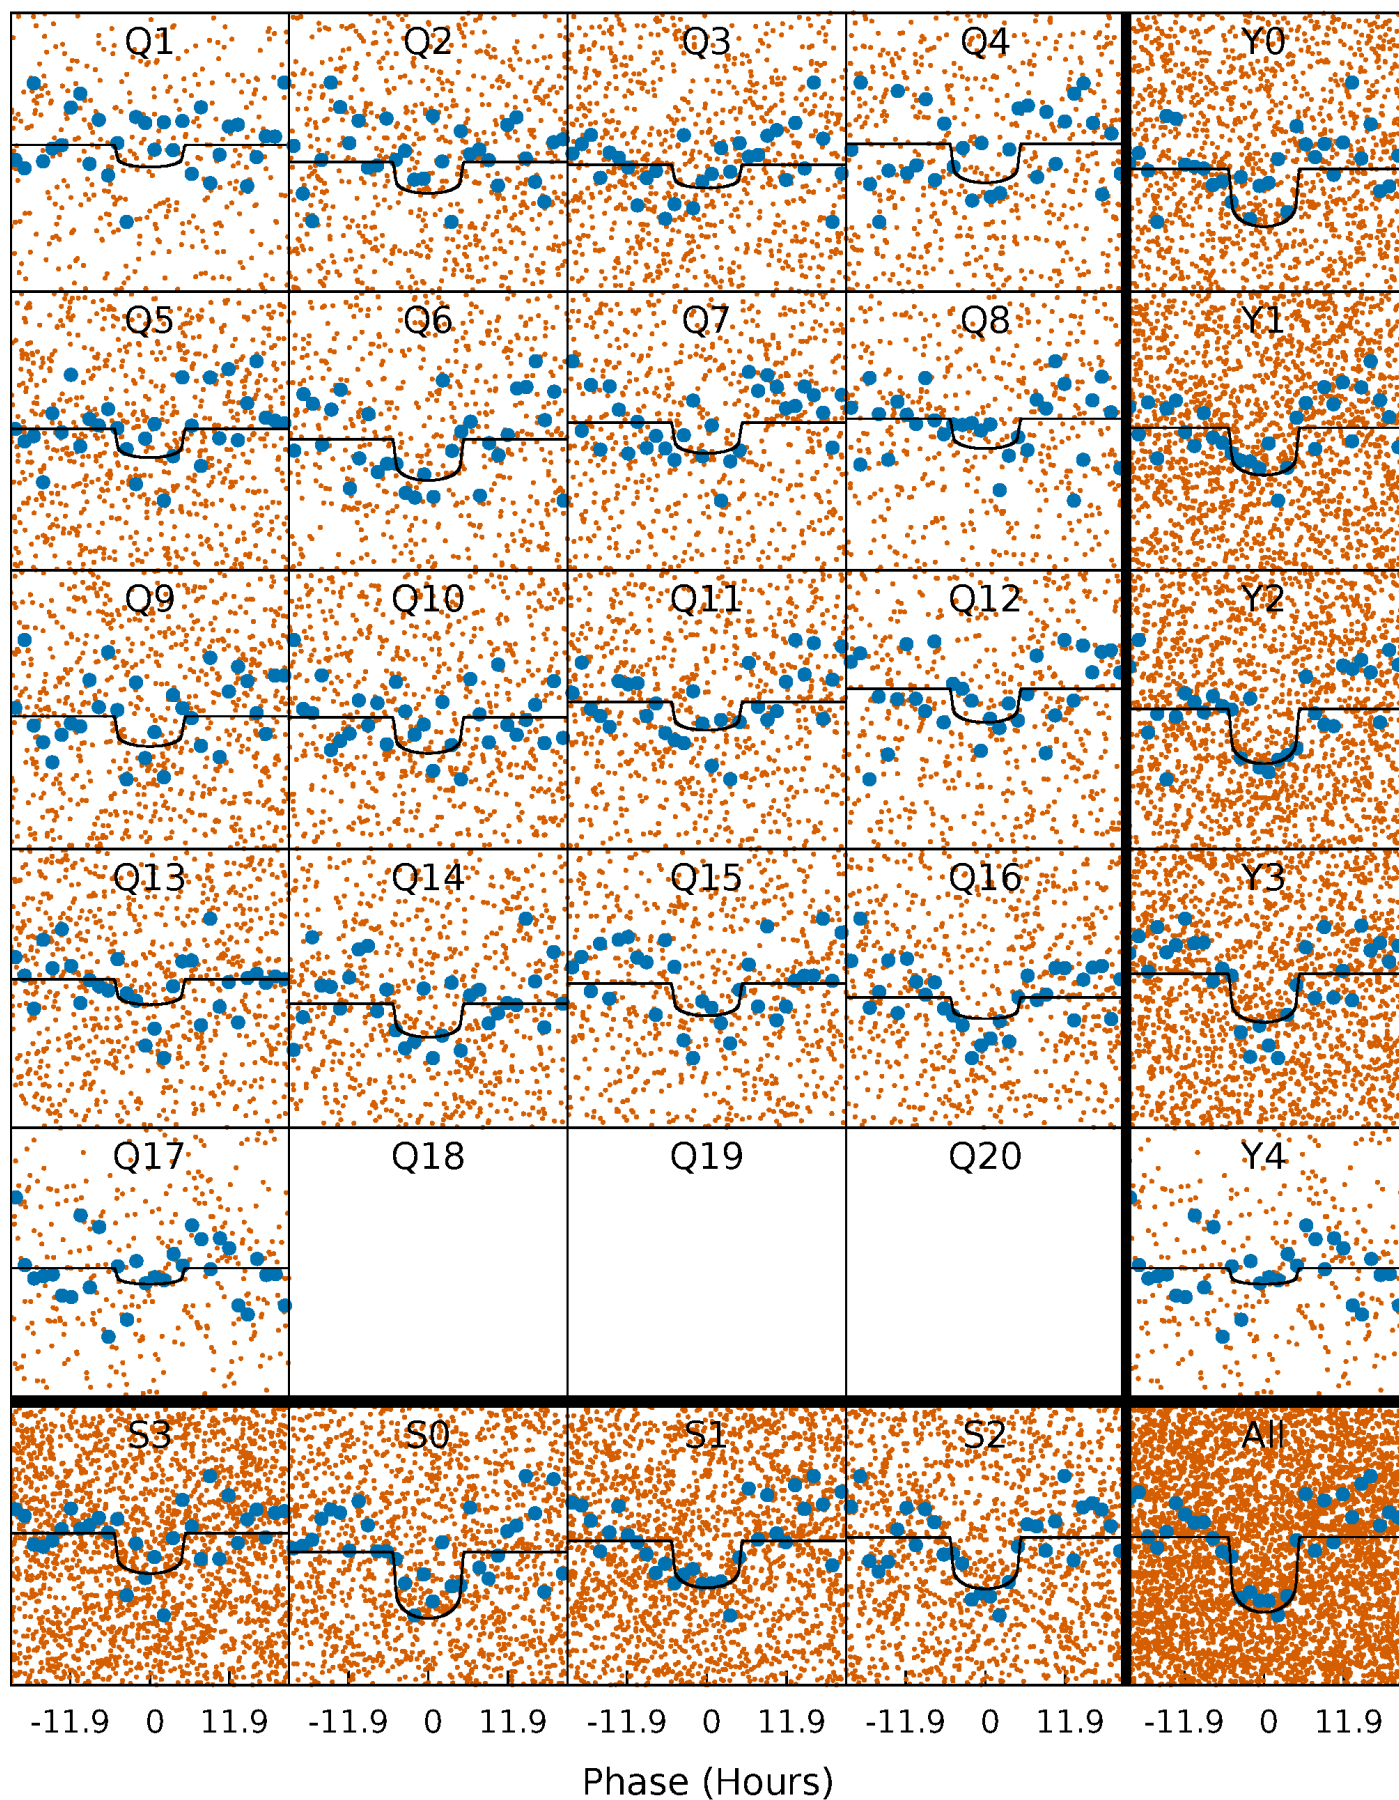 Q1 Q2 Q3 Q4 Y0
Q5 Q6 Q7 Q8 Y1
Q9 Q10 Q11 Q12 Y2
Q13 Q14 Q15 Q16 Y3
Q17 Q18 Q19 Q20 Y4
S3 S0 S1 S2 All
-11.9 0 11.9 -11.9 0 11.9 -11.9 0 11.9 -11.9 0 11.9 -11.9 0 11.9
Phase (Hours)